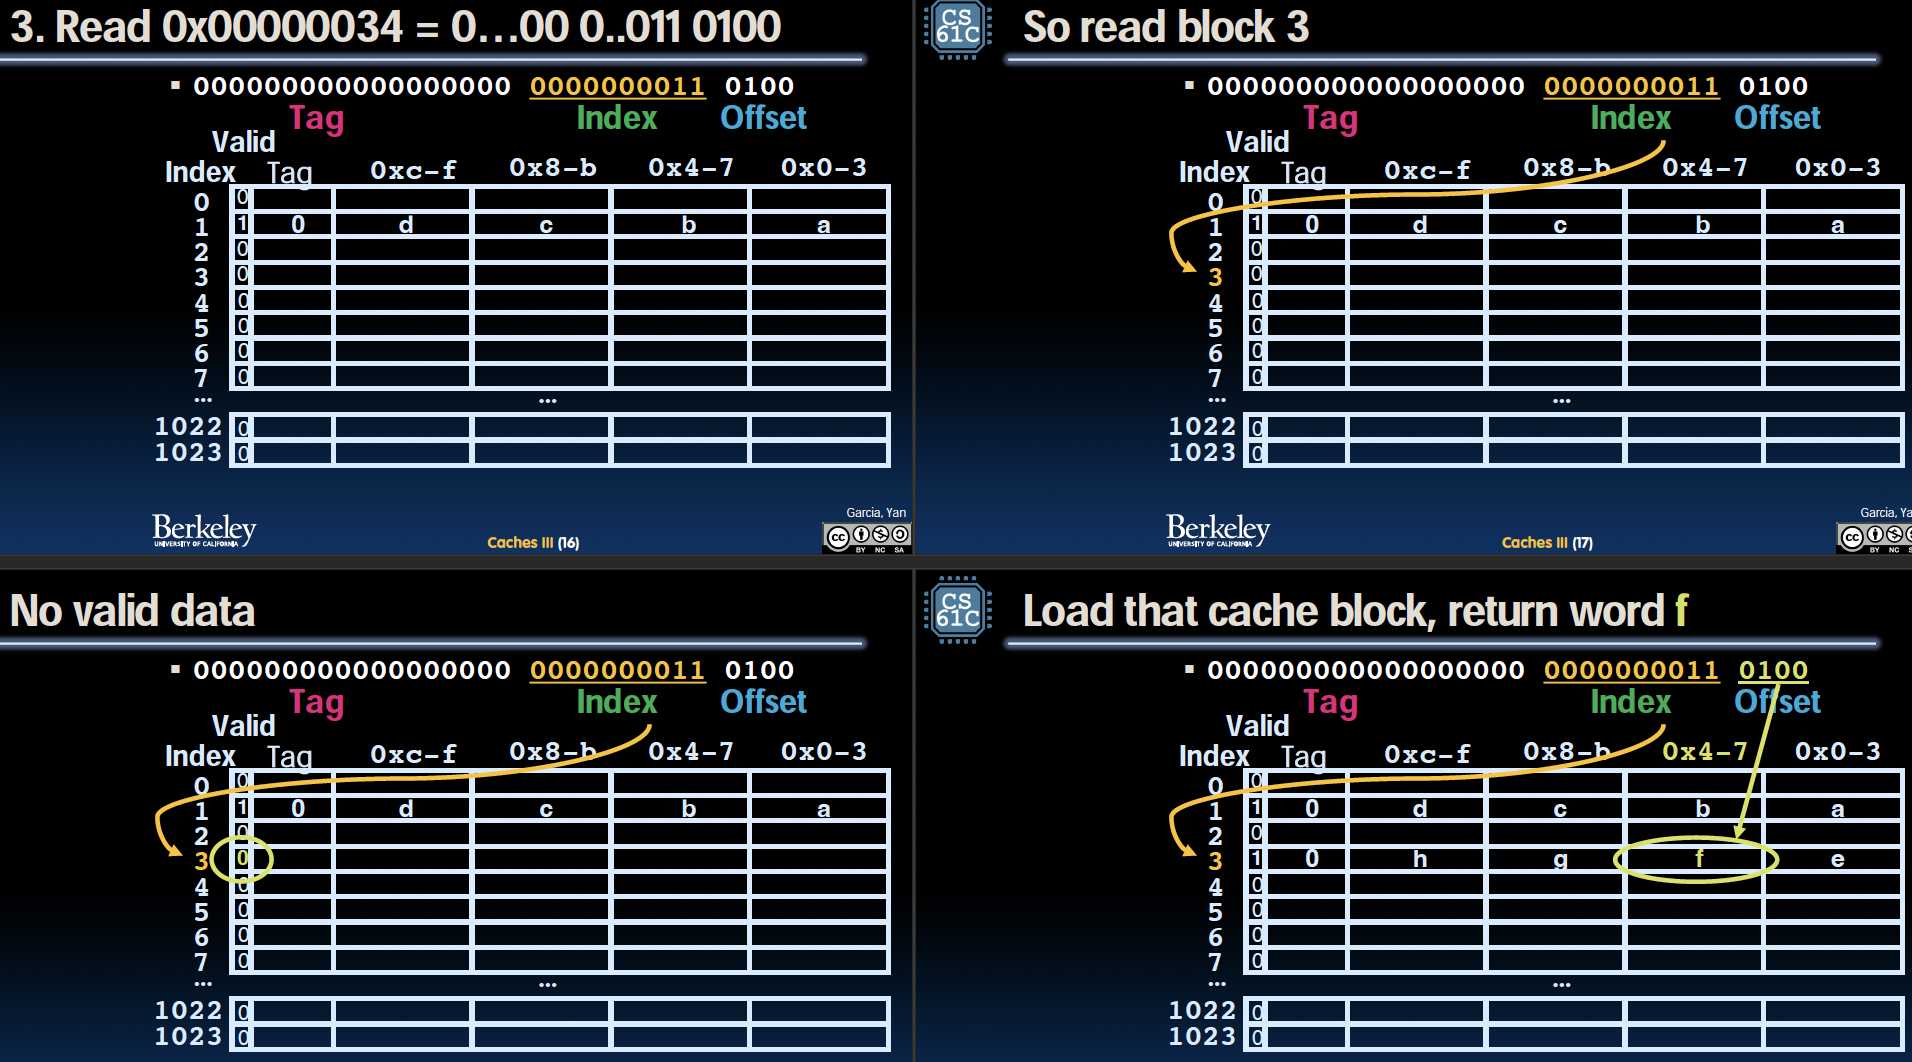 3. Read 0x00000034 = 0...00 0..011 0100
▪ 000000000000000000 0000000011 0100
Tag Index Offset
Valid
Index Tag 0xc-f 0x8-b 0x4-7 0x0-3
0 0
1 1 0 d c b a
2 0
3 0
4 0
5 0
6 0
7 0
... ...
1022 0
1023 0
Berkeley
UNIVERSITY OF CALIFORNIA
Caches III (16)
Garcia, Yan
cc BY NC SA
CS
61C
So read block 3
▪ 000000000000000000 0000000011 0100
Tag Index Offset
Valid
Index Tag 0xc-f 0x8-b 0x4-7 0x0-3
0 0
1 1 0 d c b a
2 0
3 0
4 0
5 0
6 0
7 0
... ...
1022 0
1023 0
Berkeley
UNIVERSITY OF CALIFORNIA
Caches III (17)
Garcia, Ya
cc BY NC S
No valid data
▪ 000000000000000000 0000000011 0100
Tag Index Offset
Valid
Index Tag 0xc-f 0x8-b 0x4-7 0x0-3
0 0
1 1 0 d c b a
2 0
3 0
4 0
5 0
6 0
7 0
... ...
1022 0
1023 0
CS
61C
Load that cache block, return word f
▪ 000000000000000000 0000000011 0100
Tag Index Offset
Valid
Index Tag 0xc-f 0x8-b 0x4-7 0x0-3
0 0
1 1 0 d c b a
2 0
3 1 0 h g f e
4 0
5 0
6 0
7 0
... ...
1022 0
1023 0